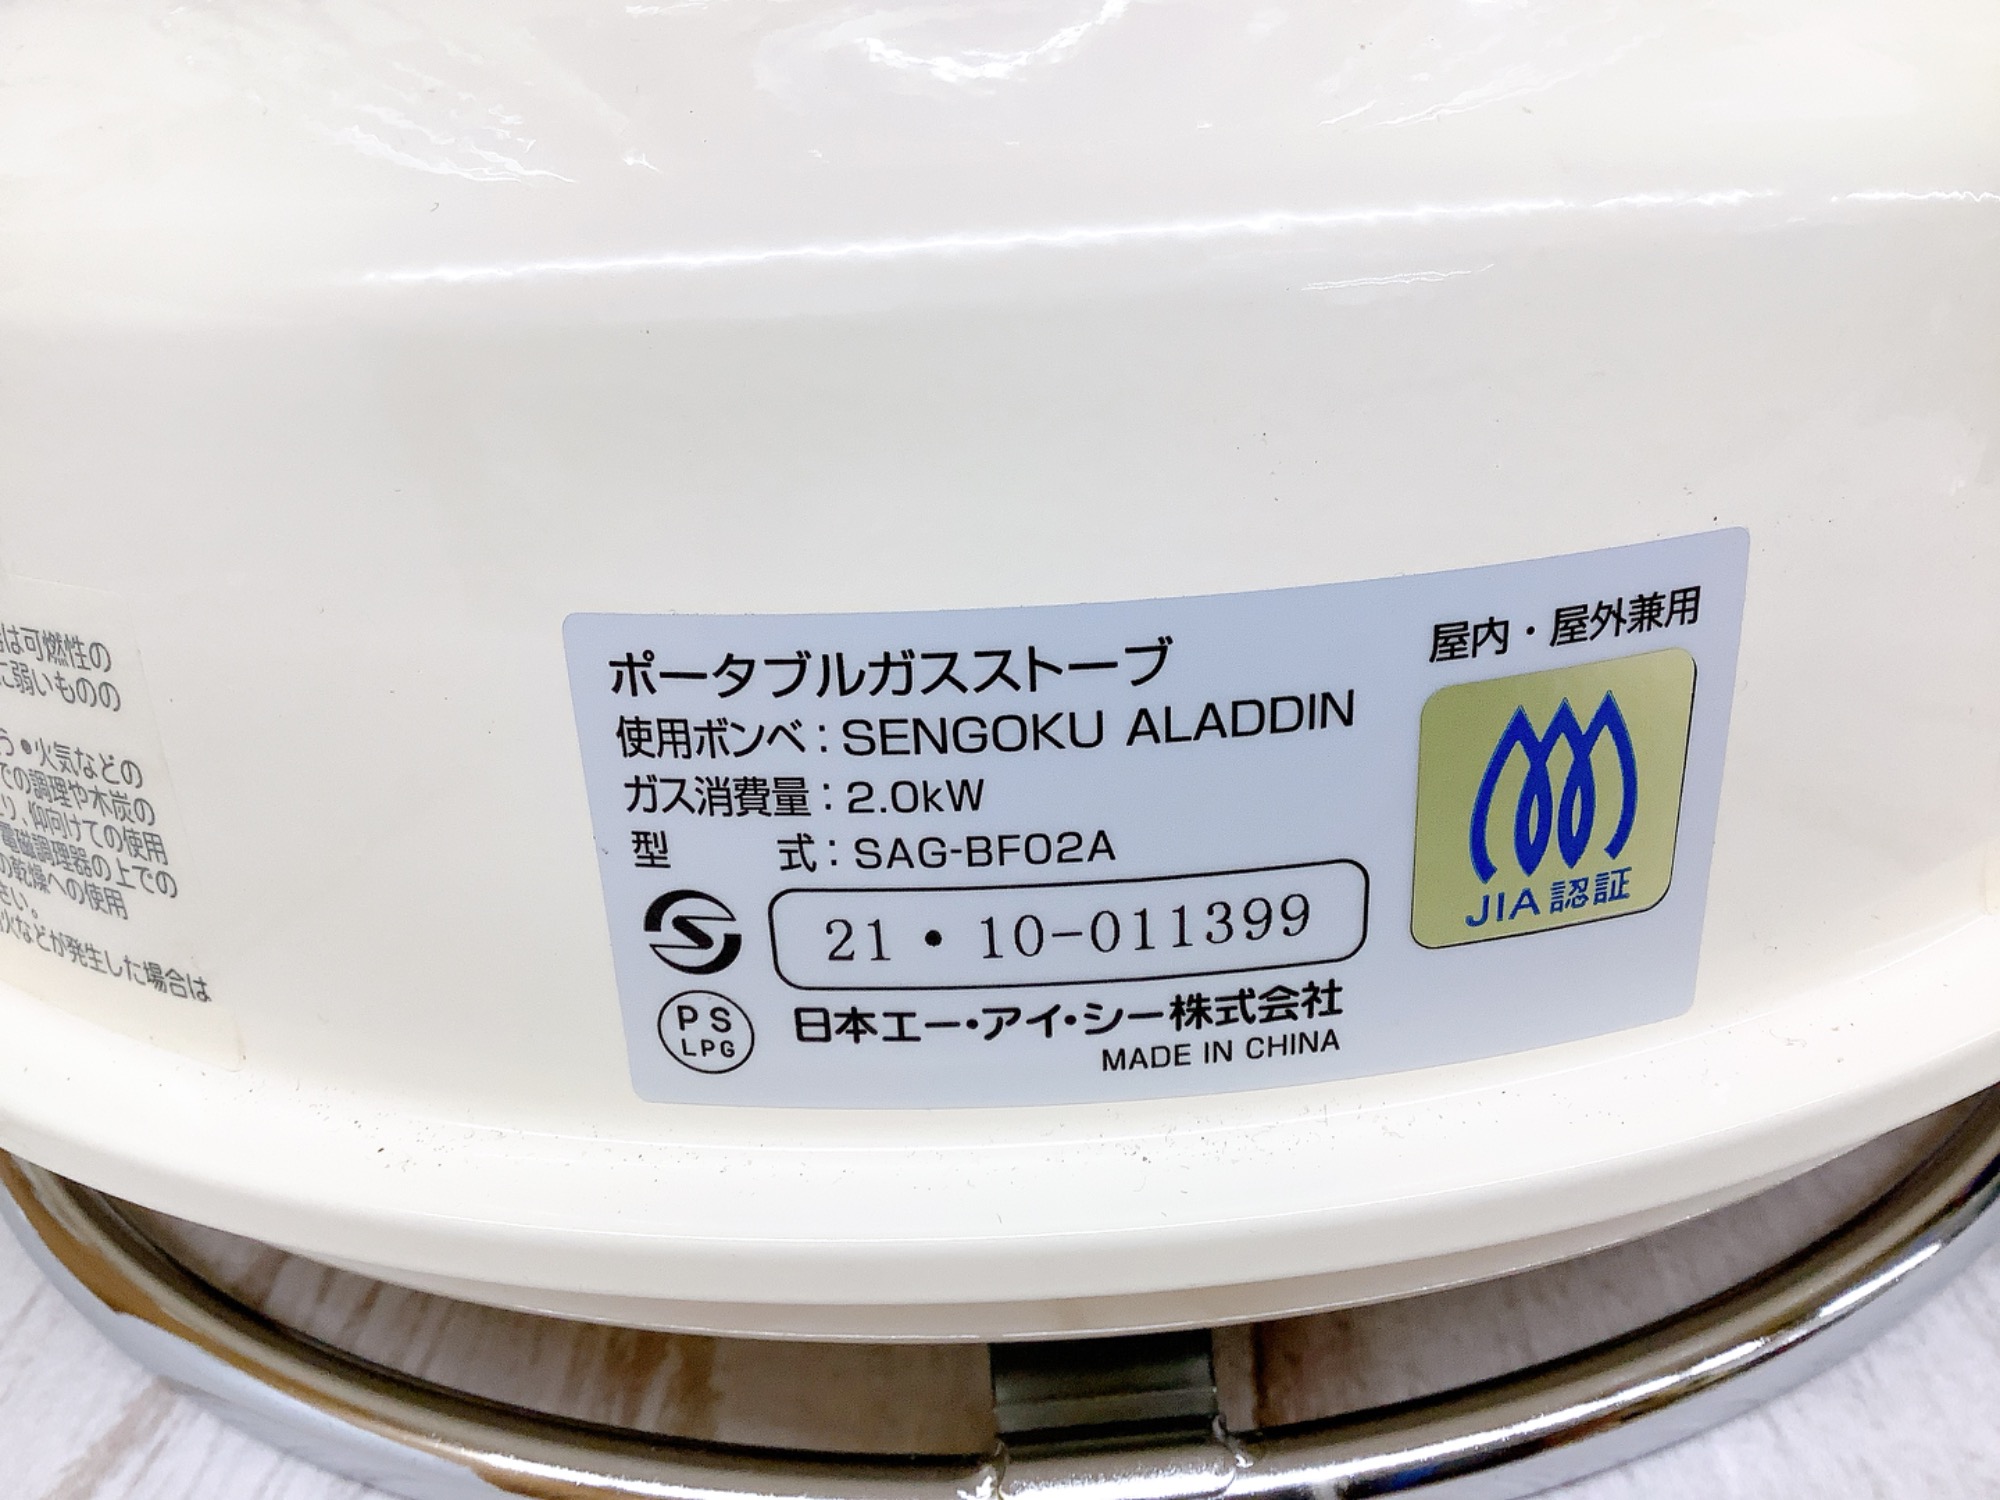 は可燃性の
に弱いものの
う●火気などの
での調理や木炭の
り、仰向けての使用
電磁調理器の上での
の乾燥への使用
さい。
火などが発生した場合は
ポータブルガスストーブ
使用ボンベ：SENGOKU ALADDIN
ガス消費量：2.0kW
型　　式：SAG-BF02A
21・10-011399
PS
LPG
日本エー・アイ・シー株式会社
MADE IN CHINA
屋内・屋外兼用
JIA 認証